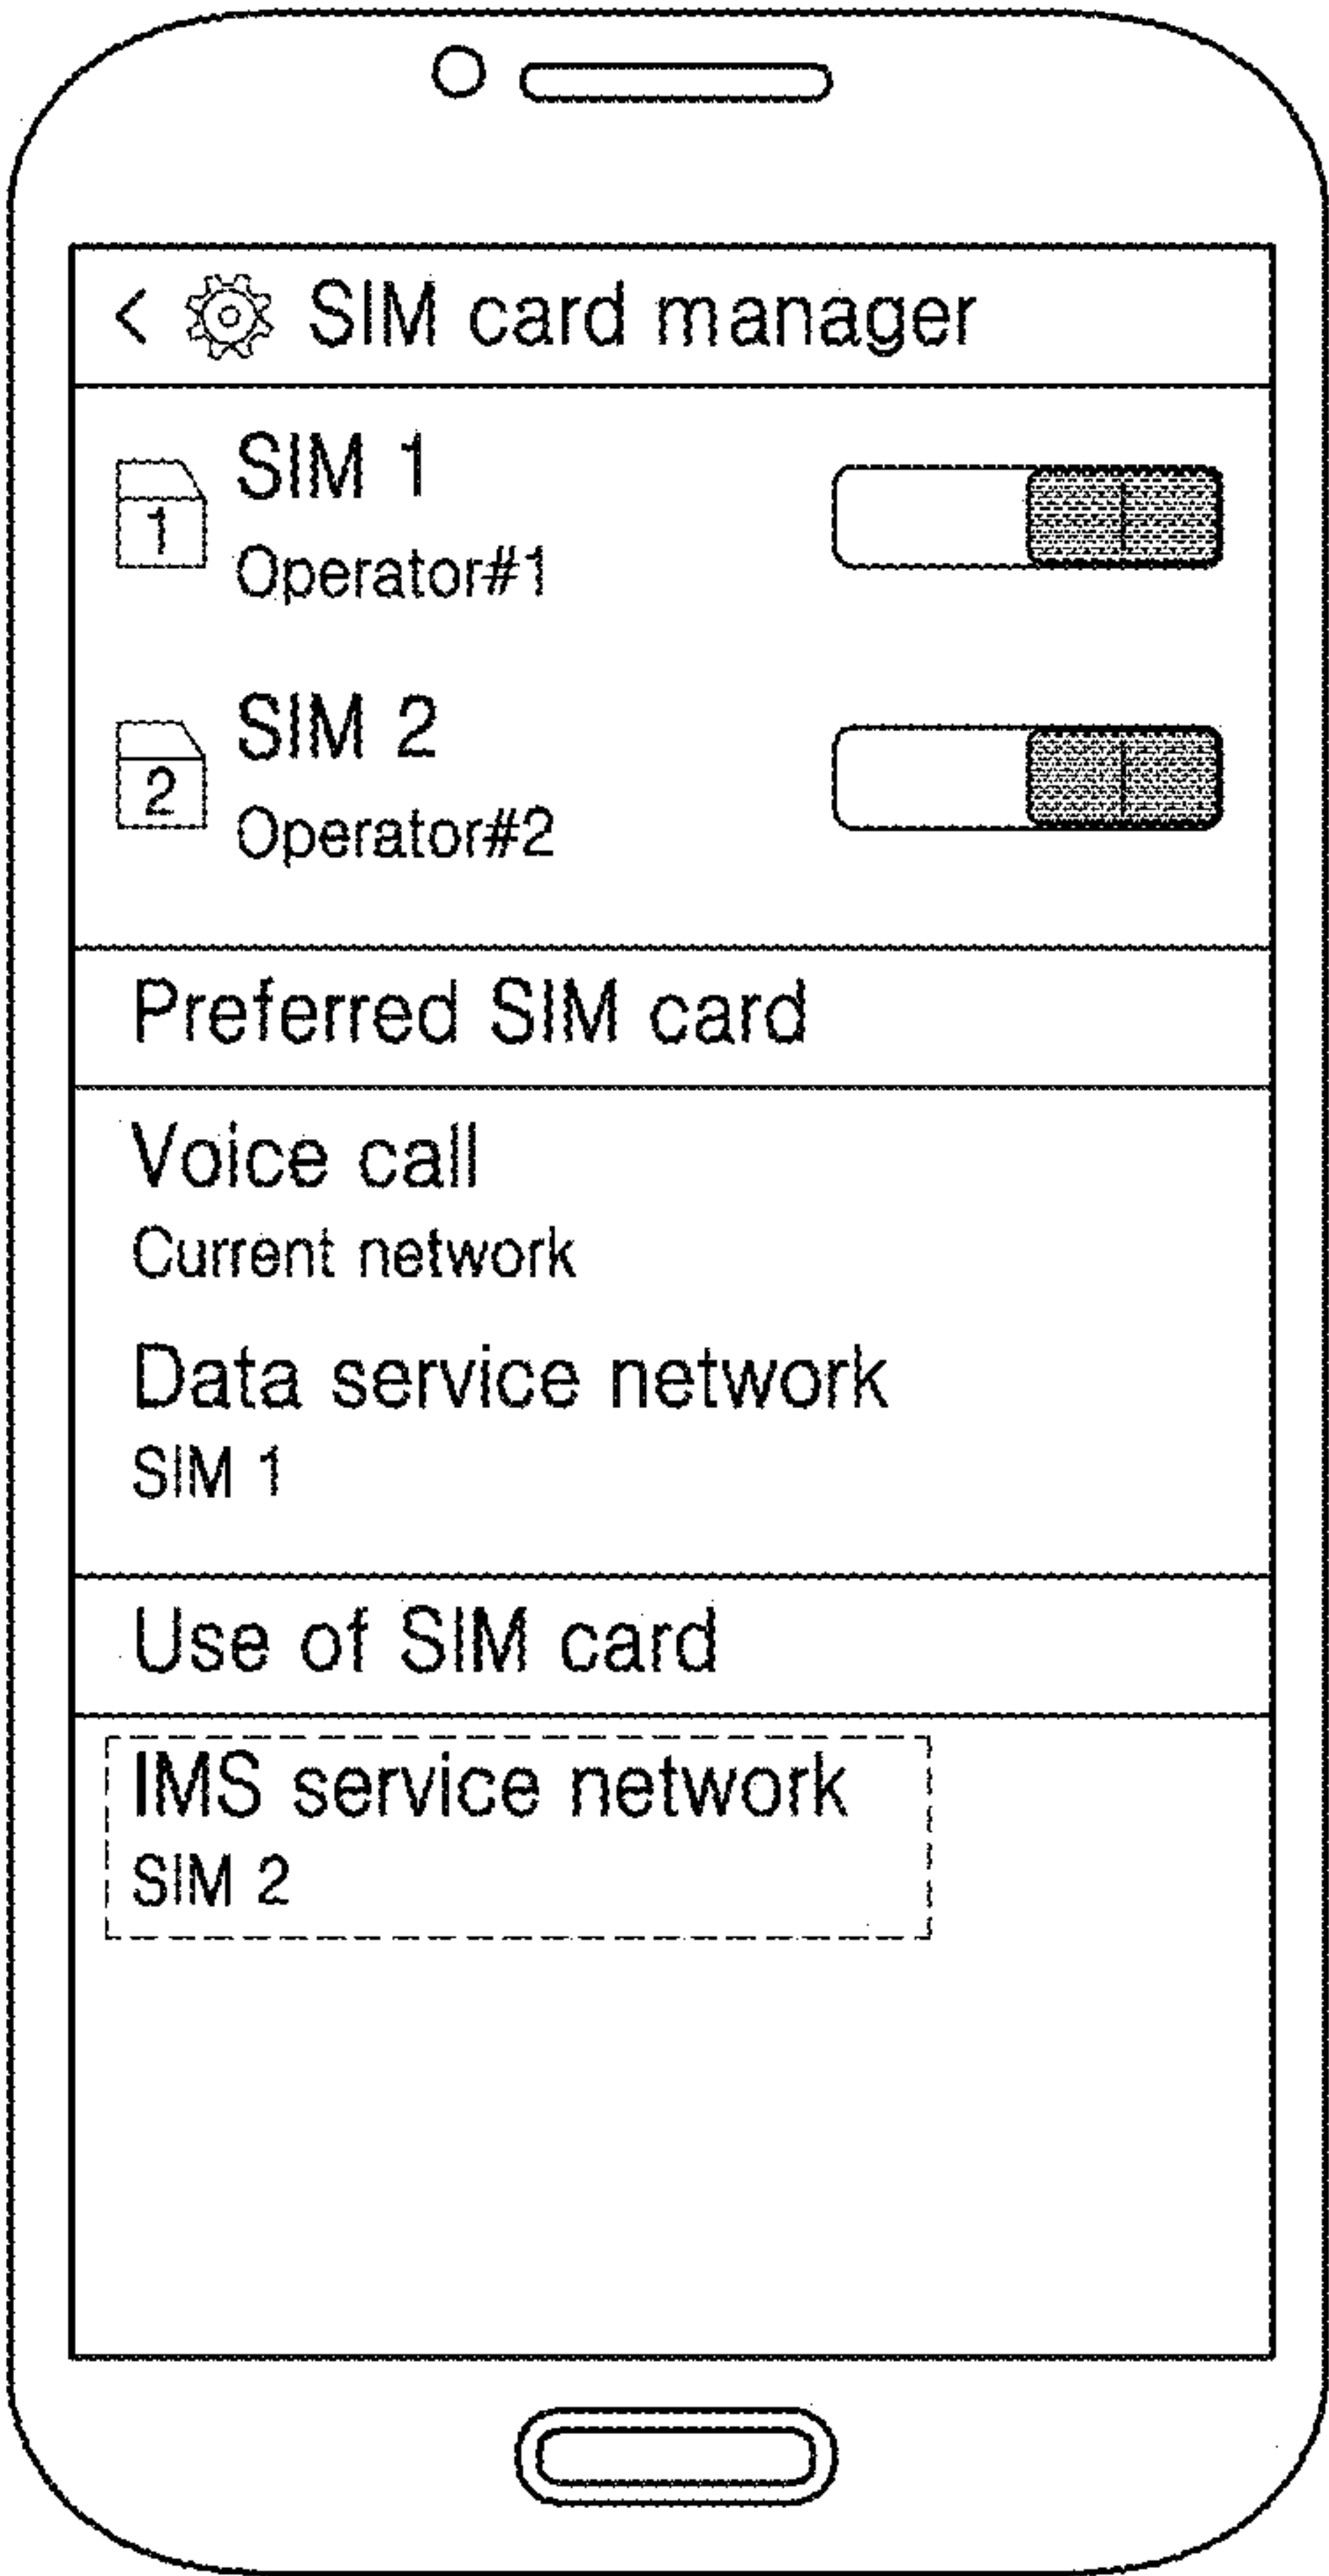 < SIM card manager
SIM 1
1
Operator#1
SIM 2
2
Operator#2
Preferred SIM card
Voice call
Current network
Data service network
SIM 1
Use of SIM card
IMS service network
SIM 2